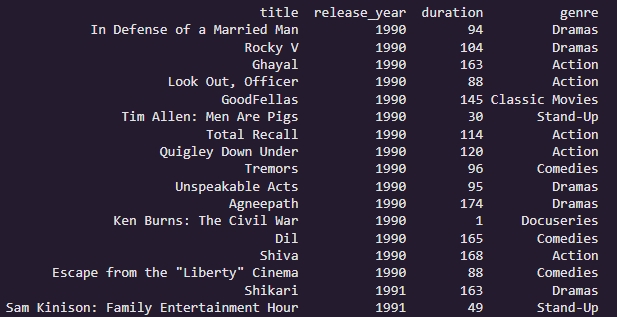 title release_year duration genre
In Defense of a Married Man 1990 94 Dramas
Rocky V 1990 104 Dramas
Ghayal 1990 163 Action
Look Out, Officer 1990 88 Action
GoodFellas 1990 145 Classic Movies
Tim Allen: Men Are Pigs 1990 30 Stand-Up
Total Recall 1990 114 Action
Quigley Down Under 1990 120 Action
Tremors 1990 96 Comedies
Unspeakable Acts 1990 95 Dramas
Agneepath 1990 174 Dramas
Ken Burns: The Civil War 1990 1 Docuseries
Dil 1990 165 Comedies
Shiva 1990 168 Action
Escape from the "Liberty" Cinema 1990 88 Comedies
Shikari 1991 163 Dramas
Sam Kinison: Family Entertainment Hour 1991 49 Stand-Up